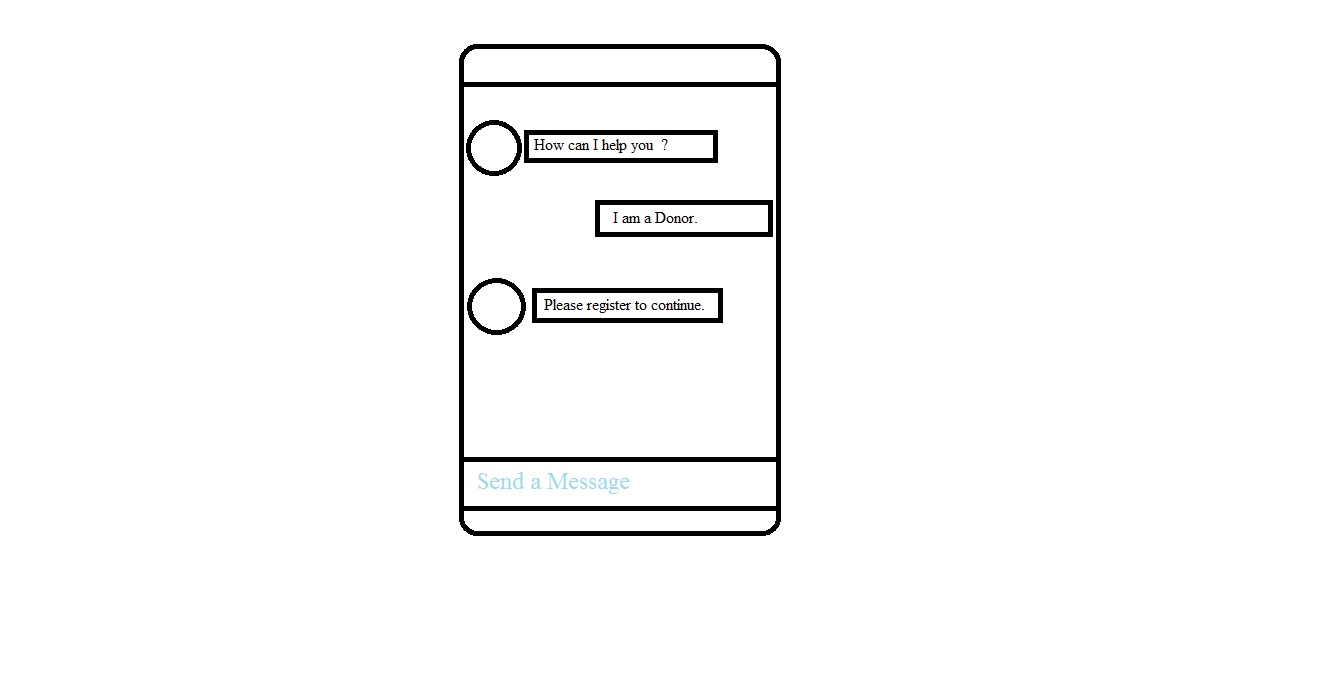 How can I help you  ?
I am a Donor.
Please register to continue.
Send a Message